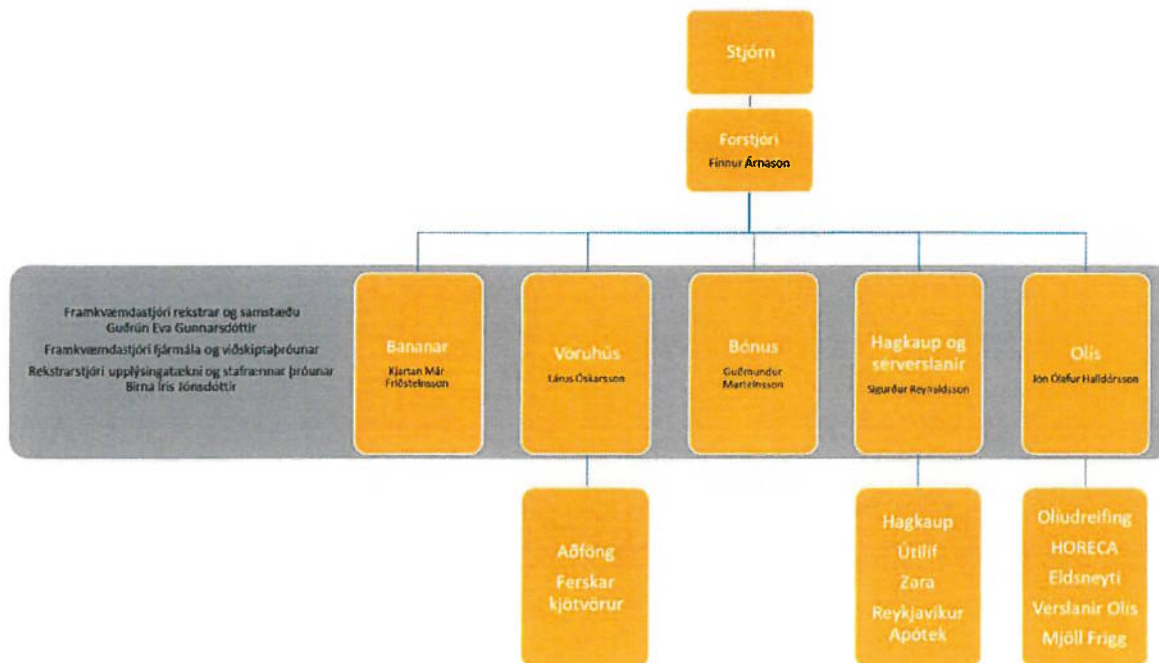 Stjórn
Forstjóri
Finnur Árnason
Framkvæmdastjóri rekstrar og samstæðu
Guðrún Eva Gunnarsdóttir
Framkvæmdastjóri fjármála og viðskiptaþróunar
Rekstrarstjóri upplýsingatækni og stafrænnar þróunar
Birna Íris Jónsdóttir
Bananar
Kjartan Már
Friðsteinsson
Vöruhús
Lárus Óskarsson
Bónus
Guðmundur
Marteinsson
Hagkaup og
sérverslanir
Sigurður Reynaldsson
Olís
Jón Ólafur Halldórsson
Aðföng
Ferskar
kjötvörur
Hagkaup
Útilíf
Zara
Reykjavíkur
Apótek
Olíudreifing
HORECA
Eldsneyti
Verslanir Olís
Mjöll Frigg